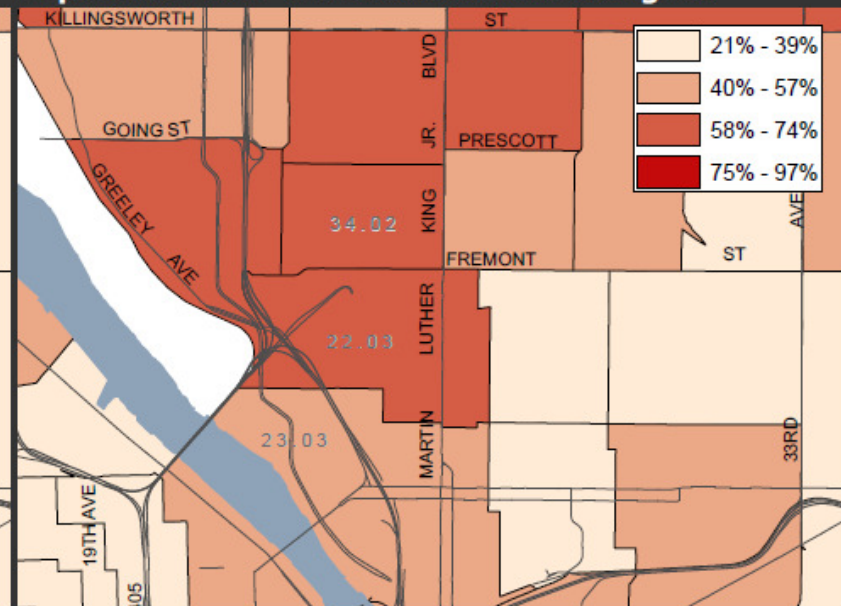 KILLINGSWORTH
ST
21% - 39%
40% - 57%
58% - 74%
75% - 97%
BLVD
JR.
GOING ST
PRESCOTT
GREELEY
AVE
34.02
KING
AVE
FREMONT
ST
LUTHER
22.03
23.03
MARTIN
33RD
19TH AVE
405